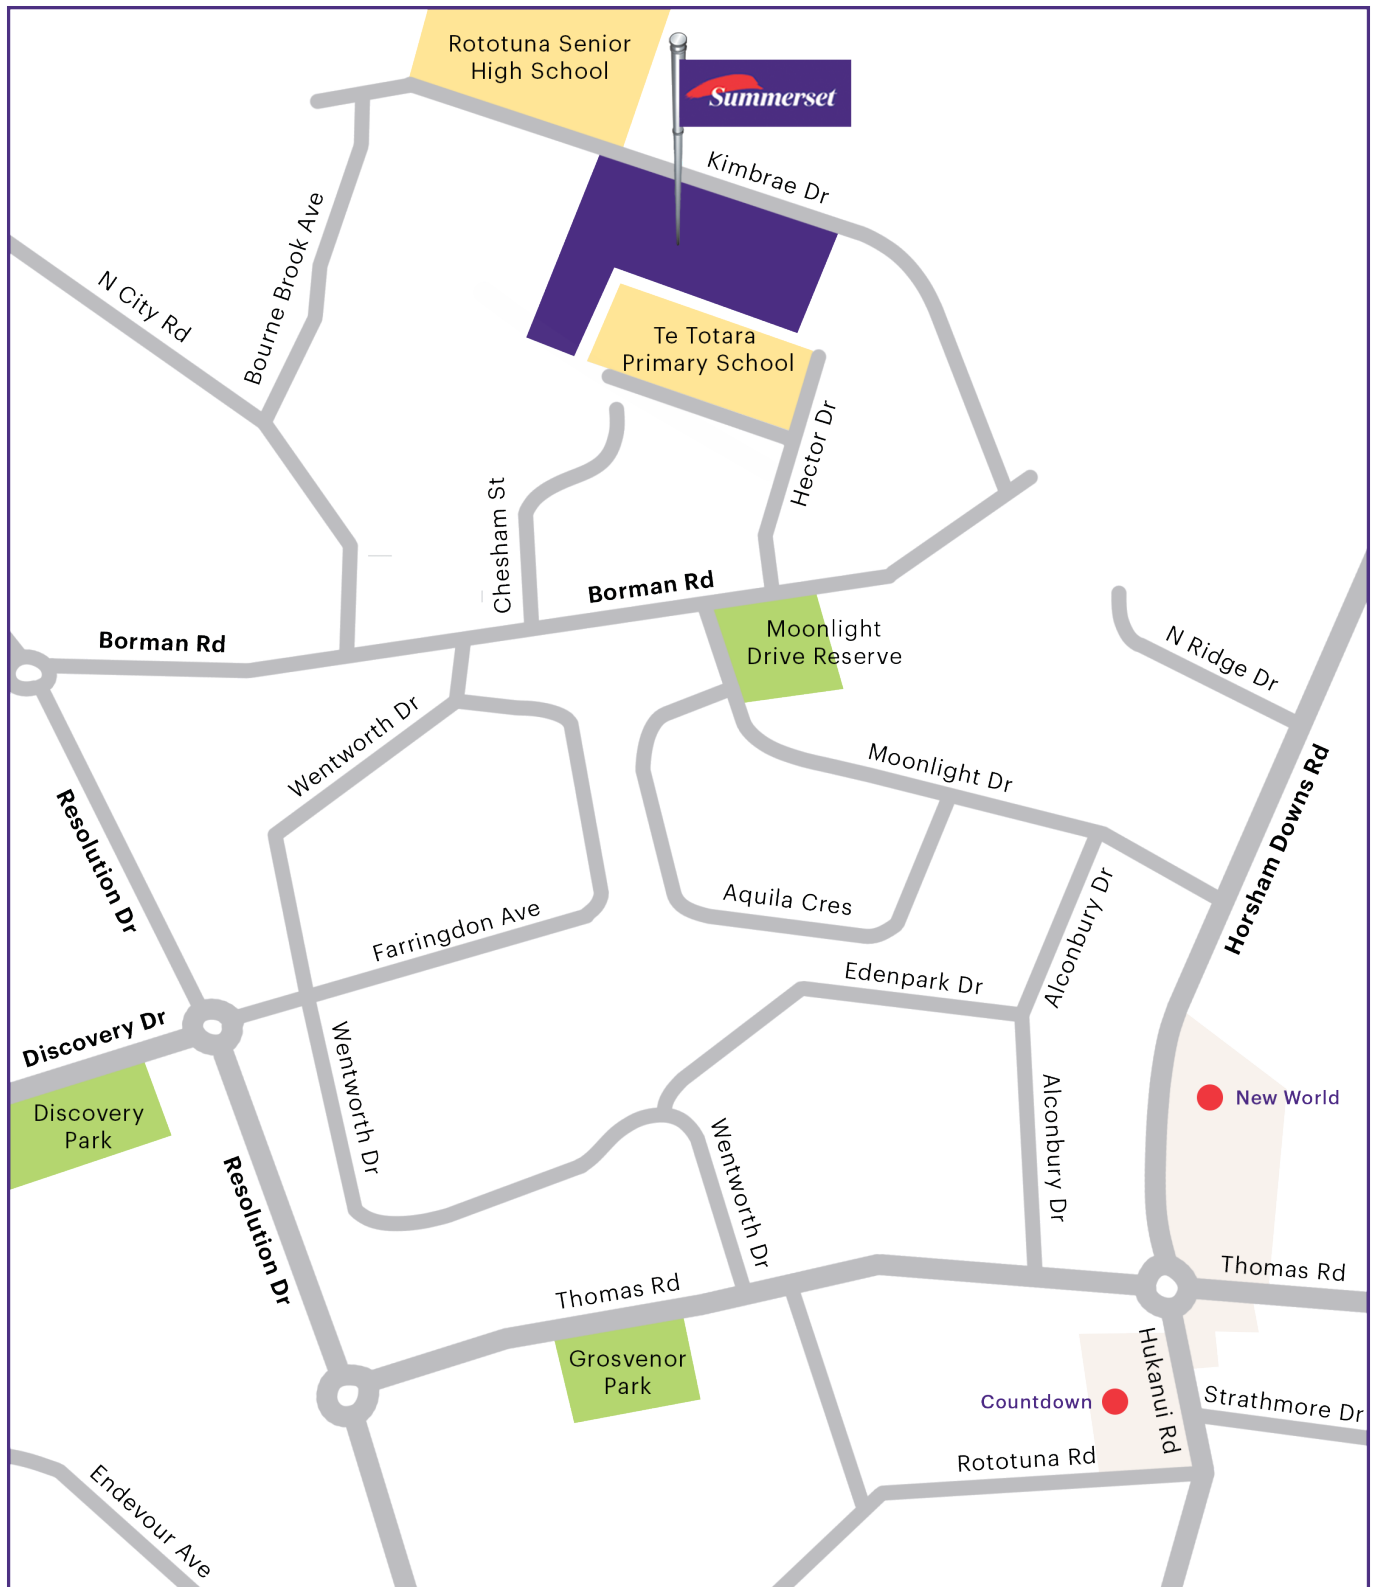 Rototuna Senior
High School
Summerset
Kimbrae Dr
Bourne Brook Ave
N City Rd
Te Totara
Primary School
Hector Dr
Chesham St
Borman Rd
Borman Rd
Moonlight
Drive Reserve
N Ridge Dr
Wentworth Dr
Moonlight Dr
Horsham Downs Rd
Resolution Dr
Aquila Cres
Farringdon Ave
Alconbury Dr
Edenpark Dr
Discovery Dr
Wentworth Dr
Discovery
Park
New World
Alconbury Dr
Wentworth Dr
Resolution Dr
Thomas Rd
Thomas Rd
Grosvenor
Park
Hukanui Rd
Countdown
Strathmore Dr
Rototuna Rd
Endevour Ave